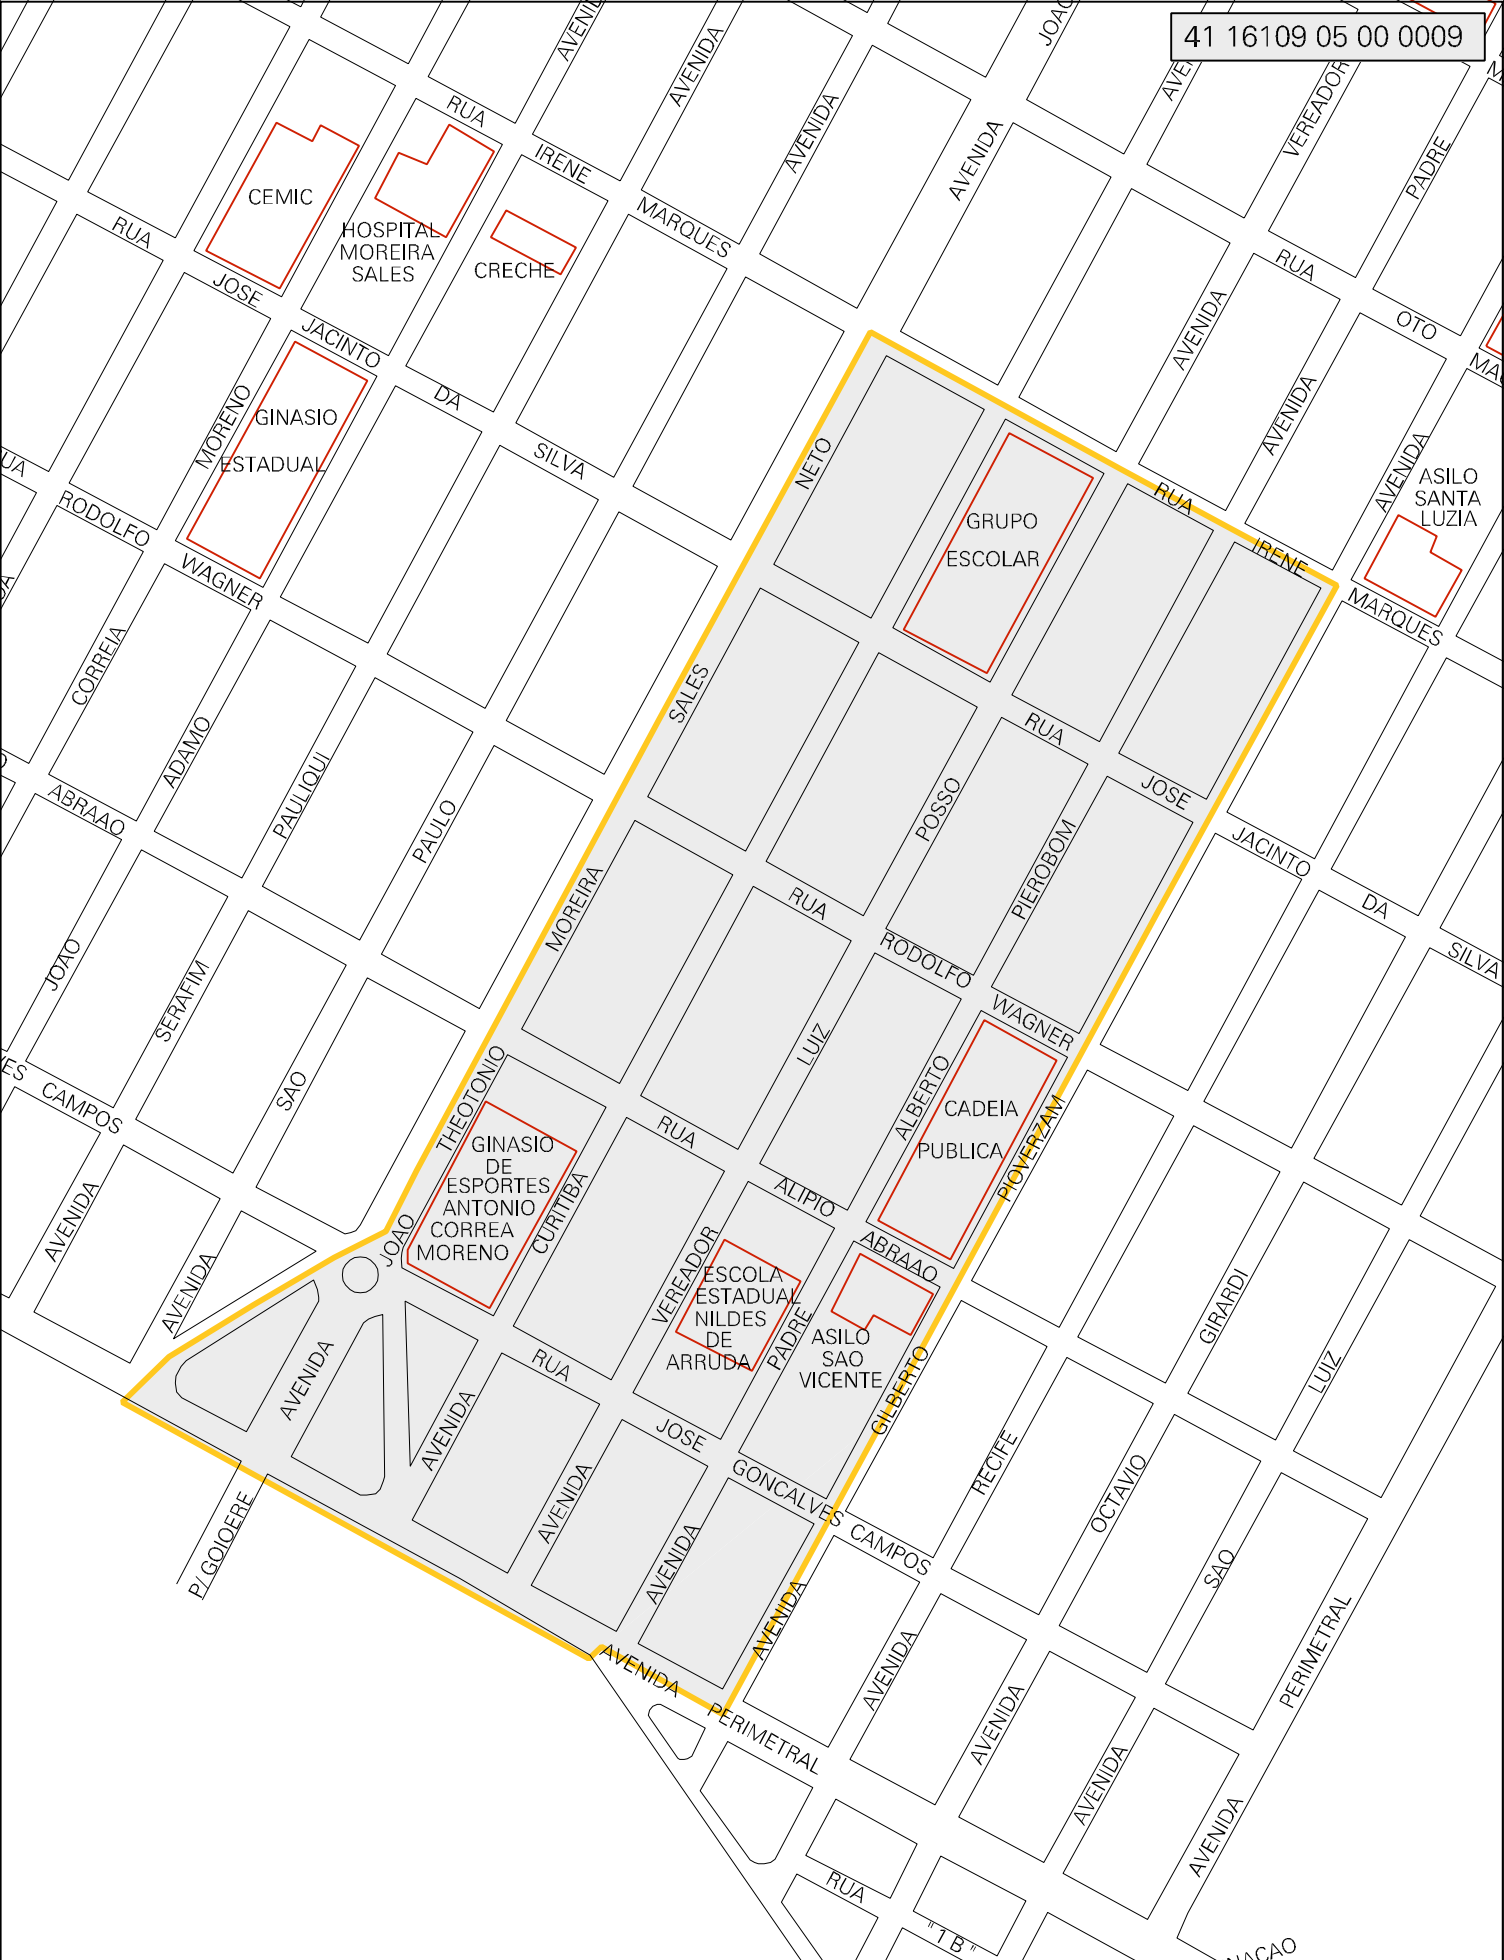 41 16109 05 00 0009
AVENIDA
AVENIDA
AVENIDA
AVENIDA
VEREADOR
PADRE
RUA IRENE MARQUES
CEMIC
HOSPITAL
MOREIRA
SALES
CRECHE
RUA JOSE JACINTO DA SILVA
RUA OTO
AVENIDA
AVENIDA
AVENIDA
GINASIO
ESTADUAL
MORENO
NETO
GRUPO
ESCOLAR
RUA IRENE MARQUES
ASILO
SANTA
LUZIA
RODOLFO WAGNER
CORREIA
ADAMO
PAULIQUI
PAULO
SALES
RUA JOSE JACINTO DA SILVA
POSSO
PIEROBOM
ABRAAO
MOREIRA
RUA RODOLFO WAGNER
JOAO
SERAFIM
SAO
THEOTONIO
LUIZ
ALBERTO
CADEIA
PUBLICA
PIOVERZAM
CAMPOS
RUA ALIPIO ABRAAO
GINASIO
DE
ESPORTES
ANTONIO
CORREA
MORENO
CURITIBA
JOAO
AVENIDA
AVENIDA
VEREADOR
ESCOLA
ESTADUAL
NILDES
DE
ARRUDA
PADRE
ASILO
SAO
VICENTE
GILBERTO
GIRARDI
LUIZ
AVENIDA
AVENIDA
RUA JOSE GONCALVES CAMPOS
RECIFE
OCTAVIO
SAO
PERIMETRAL
P/ GOIOERE
AVENIDA
AVENIDA
AVENIDA
AVENIDA PERIMETRAL
AVENIDA
AVENIDA
AVENIDA
AVENIDA
RUA "1B"